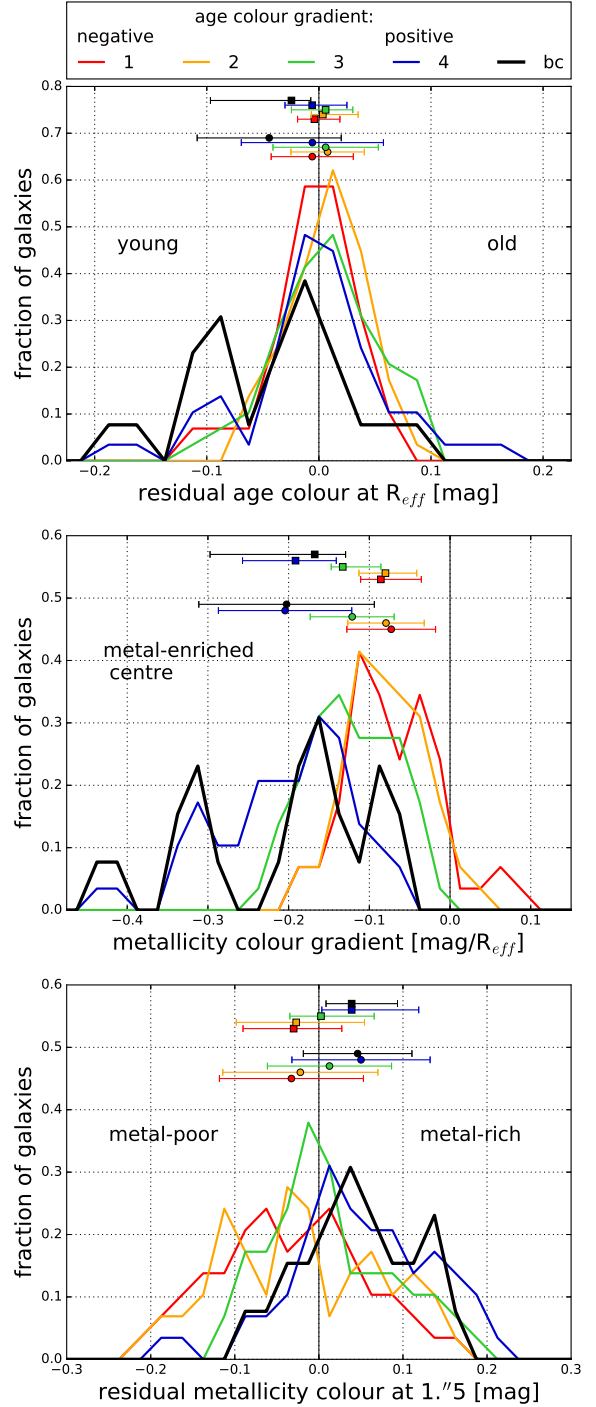 age colour gradient:
negative positive
1 2 3 4 bc
0.8
0.7
0.6
0.5
0.4
0.3
0.2
0.1
0.0
fraction of galaxies
young old
−0.2 −0.1 0.0 0.1 0.2
residual age colour at R_eff [mag]
0.6
0.5
0.4
0.3
0.2
0.1
0.0
fraction of galaxies
metal-enriched
centre
−0.4 −0.3 −0.2 −0.1 0.0 0.1
metallicity colour gradient [mag/R_eff]
0.6
0.5
0.4
0.3
0.2
0.1
0.0
fraction of galaxies
metal-poor metal-rich
−0.3 −0.2 −0.1 0.0 0.1 0.2 0.3
residual metallicity colour at 1."5 [mag]